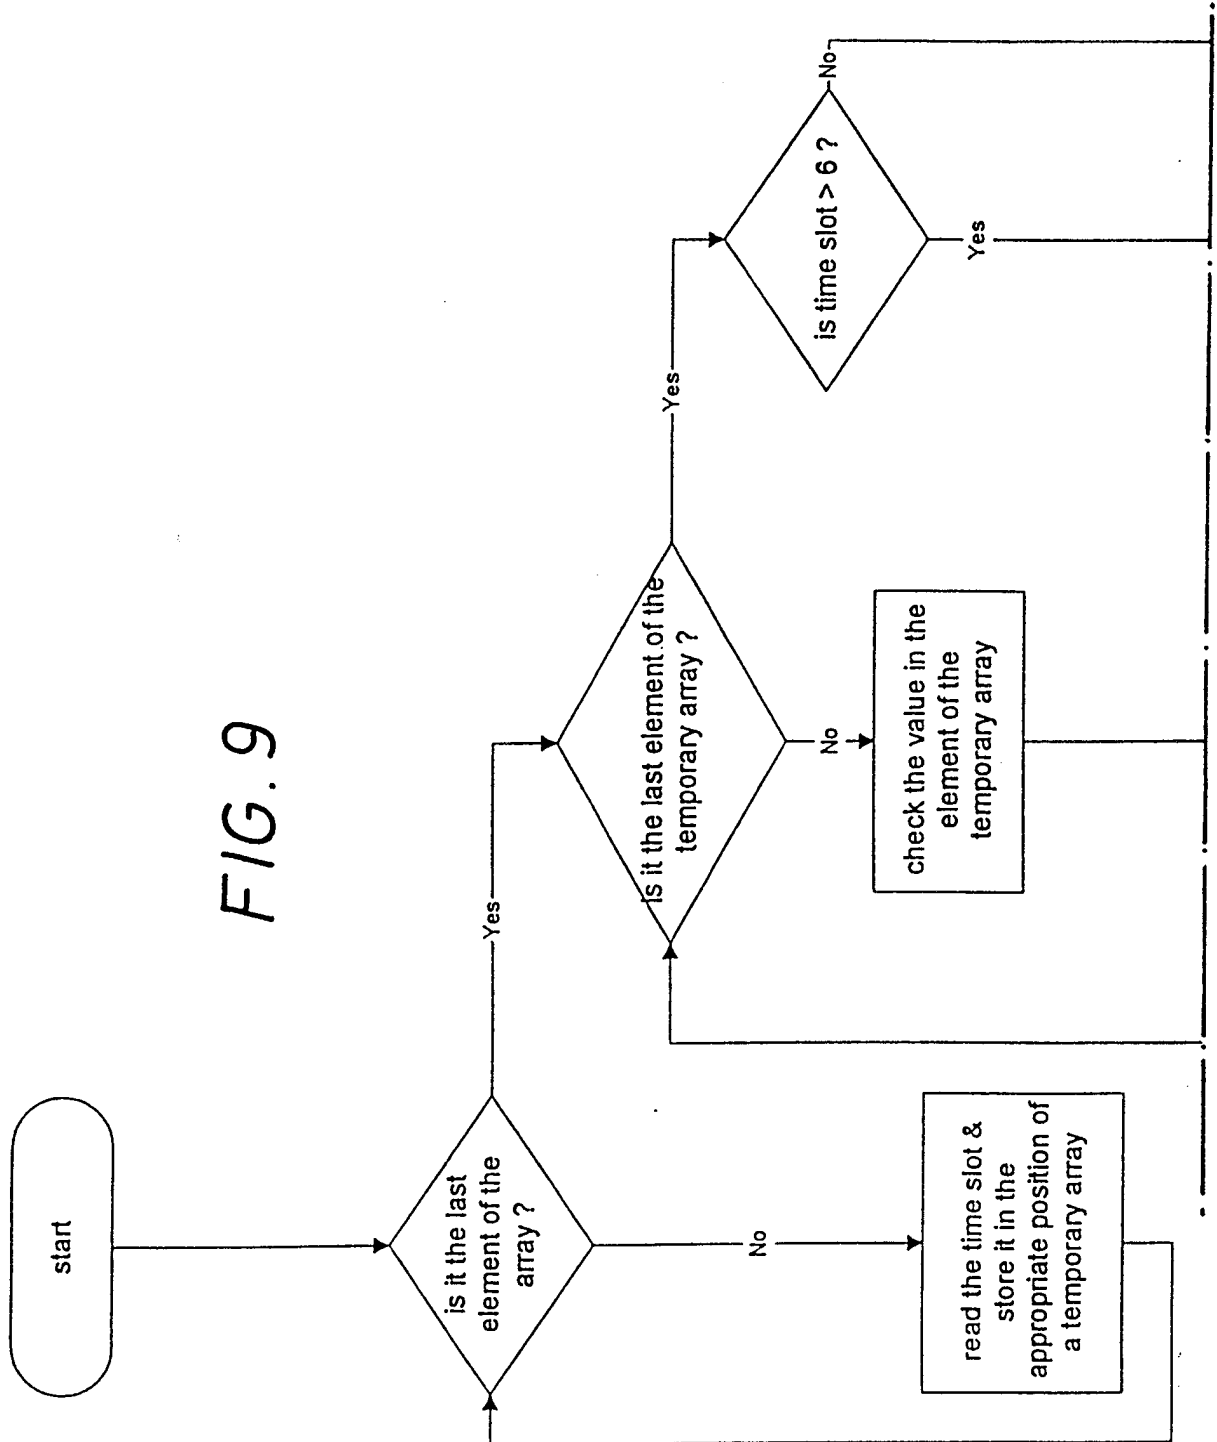 FIG. 9
start
is it the last
element of the
array ?
Yes
No
read the time slot &
store it in the
appropriate position of
a temporary array
is it the last element of the
temporary array ?
Yes
No
check the value in the
element of the
temporary array
is time slot > 6 ?
No
Yes